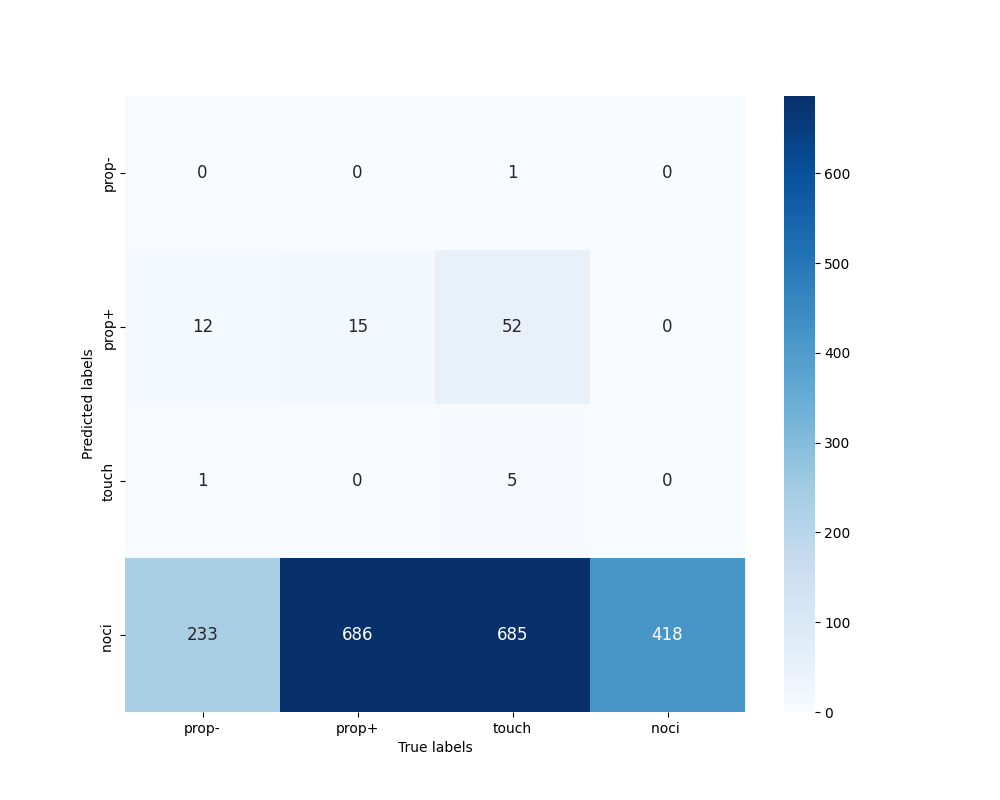 prop-
0 0 1 0
prop+
12 15 52 0
touch
1 0 5 0
noci
233 686 685 418
Predicted labels
prop- prop+ touch noci
True labels
600
500
400
300
200
100
0